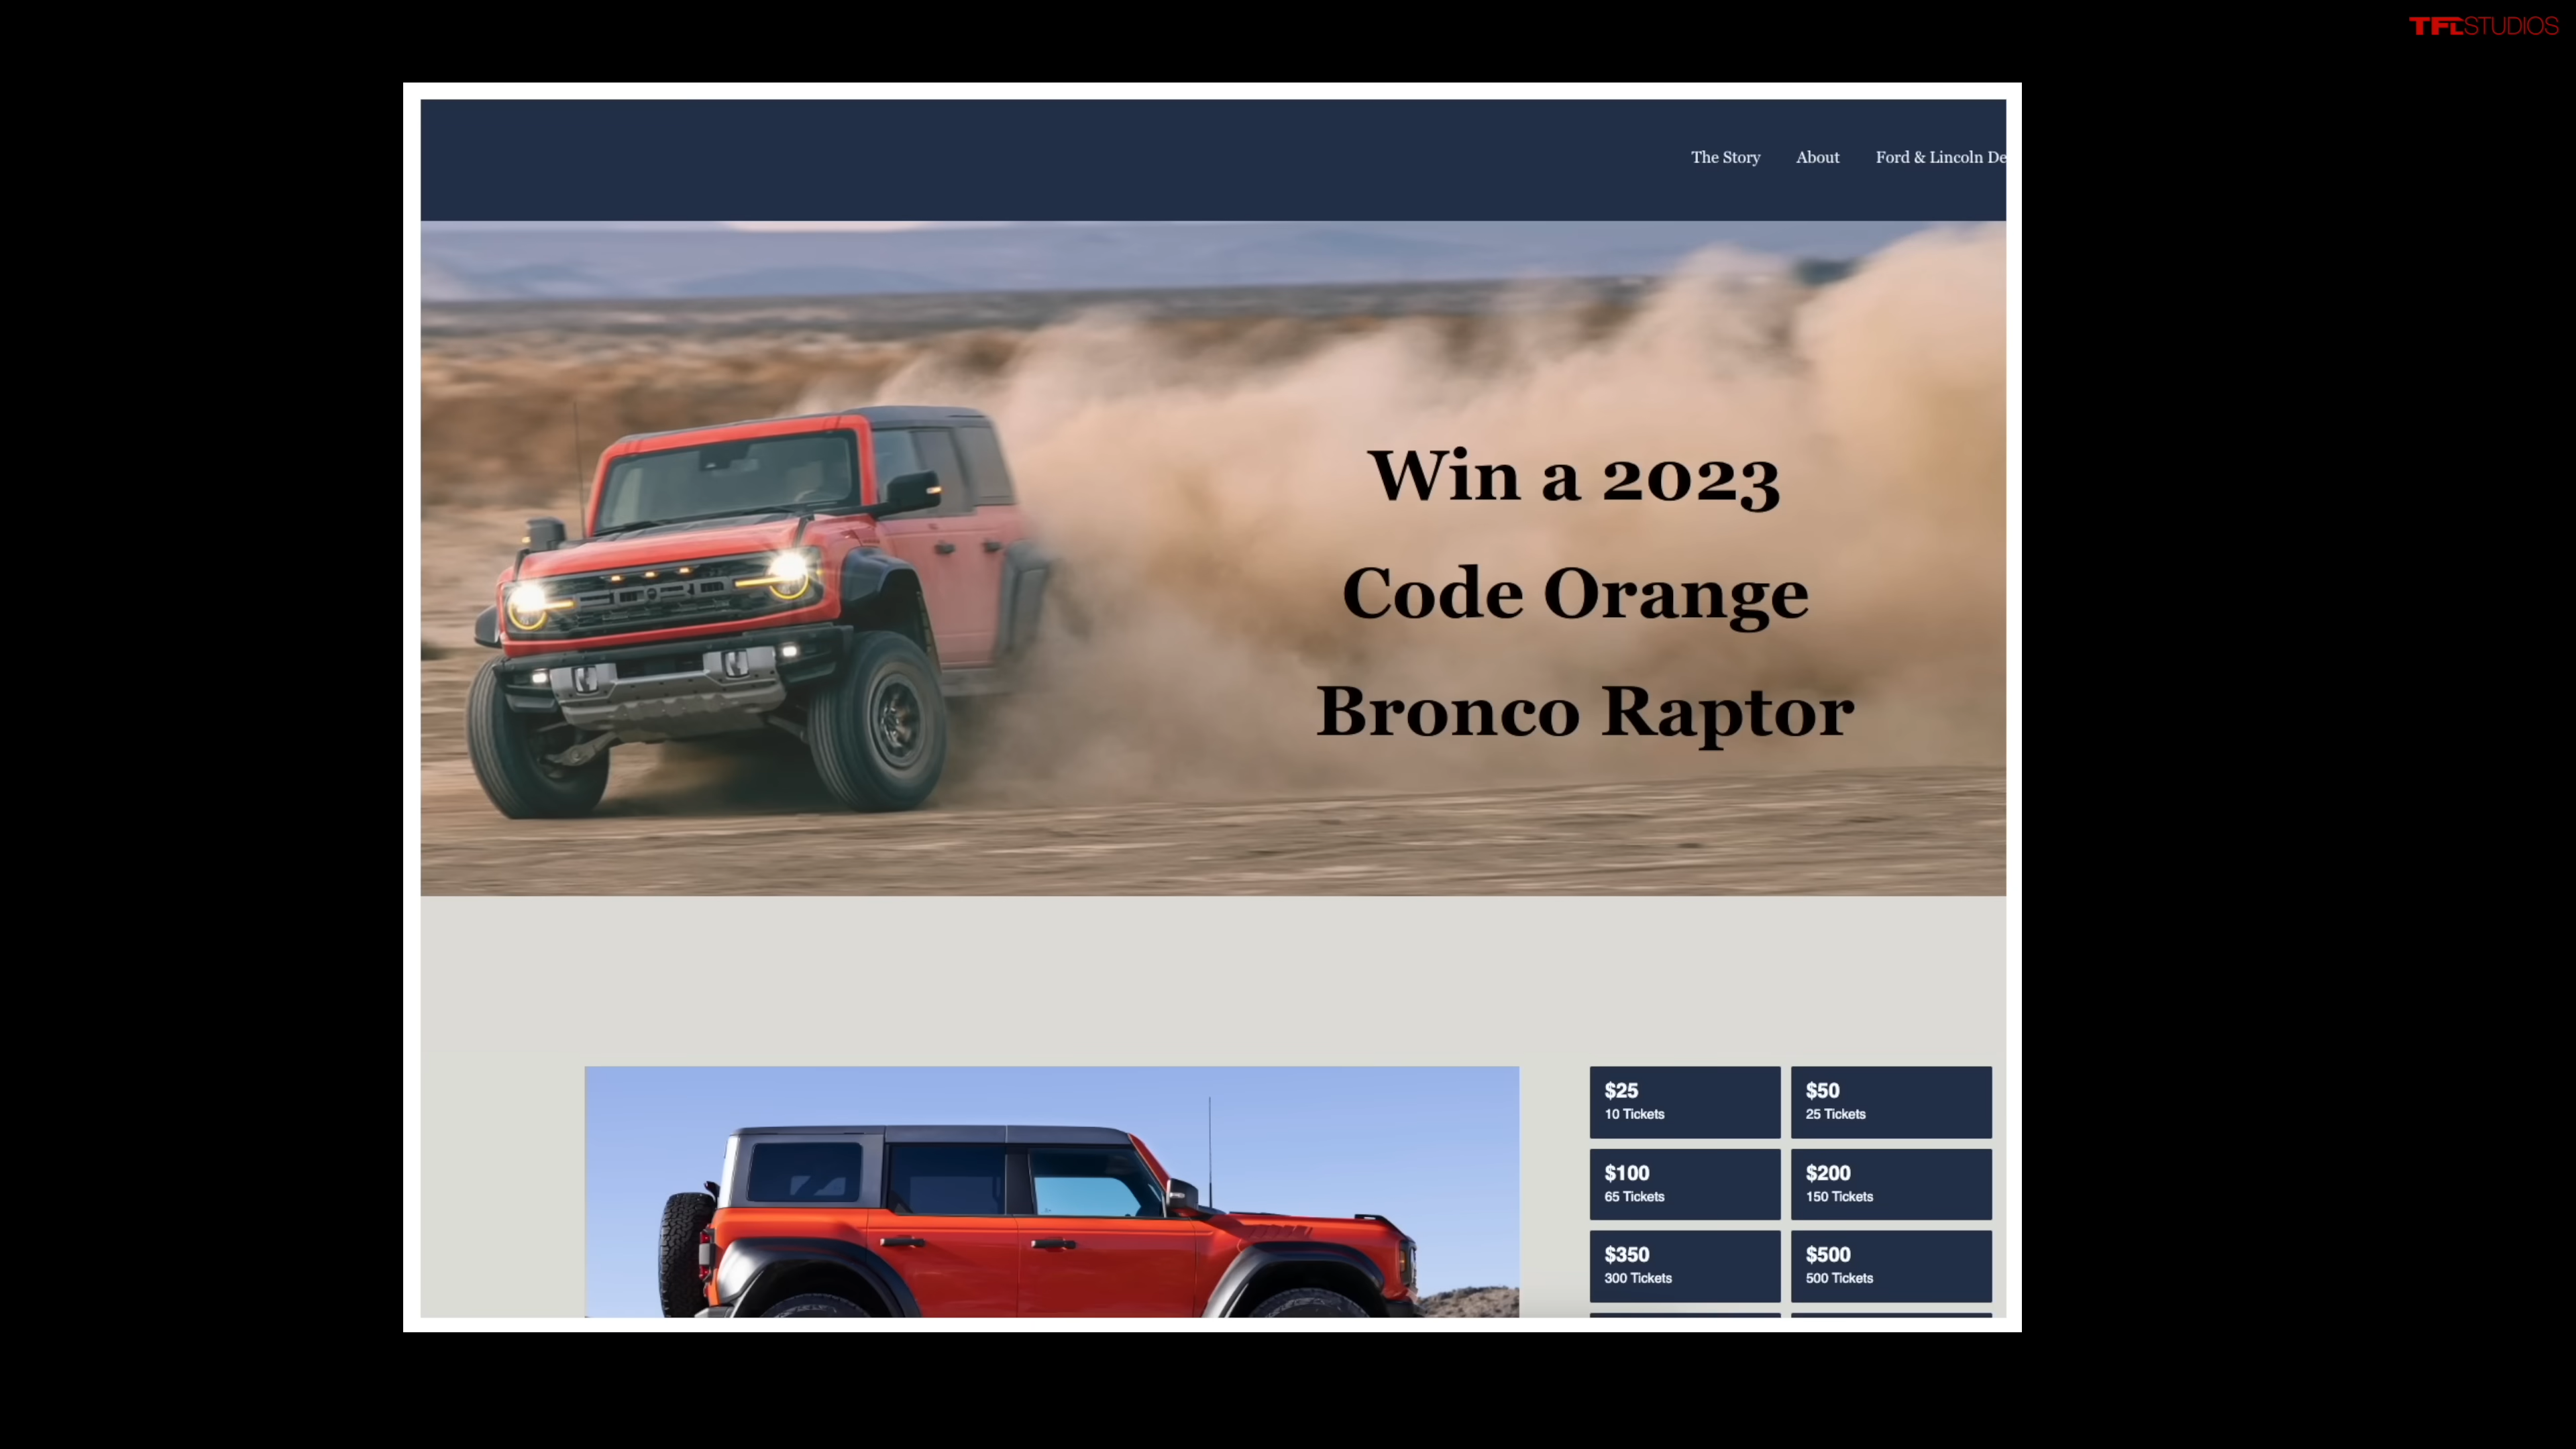 TFLSTUDIOS
The Story About Ford & Lincoln De
Win a 2023
Code Orange
Bronco Raptor
$25 $50
10 Tickets 25 Tickets
$100 $200
65 Tickets 150 Tickets
$350 $500
300 Tickets 500 Tickets